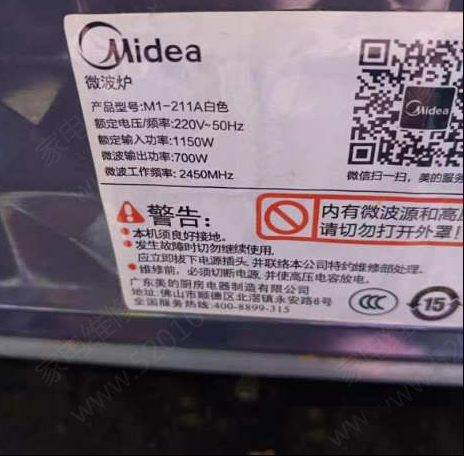 Midea
微波炉
产品型号:M1-211A白色
额定电压/频率:220V~50Hz
额定输入功率:1150W
微波输出功率:700W
微波工作频率:2450MHz
Midea
微信扫一扫，美的服务
警告:
本机须良好接地。
发生故障时切勿继续使用.
应立即拔下电源插头，并联络本公司特约维修部处理.
维修前、必须切断电源、并使高压电容放电.
内有微波源和高压
请切勿打开外罩!
广东美的厨房电器制造有限公司
地址:佛山市顺德区北滘镇永安路6号
全国服务热线:400-8899-315
CCC
15